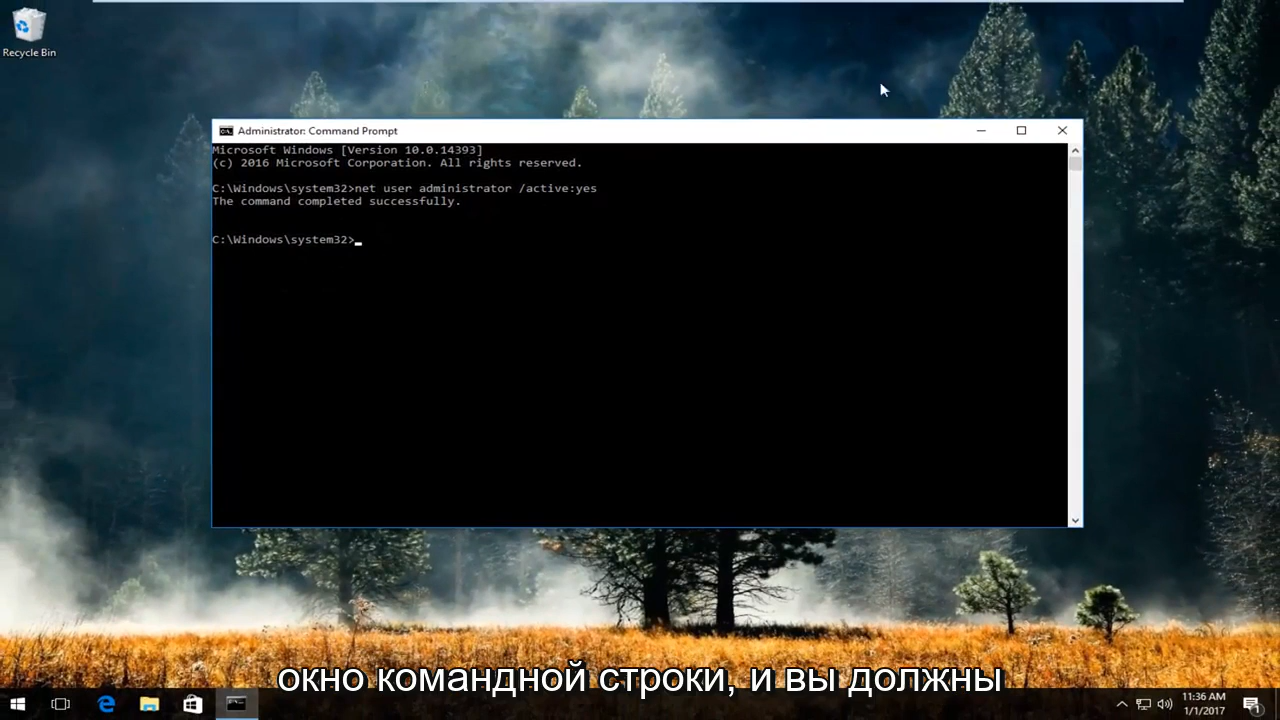 Recycle Bin
Administrator: Command Prompt
Microsoft Windows [Version 10.0.14393]
(c) 2016 Microsoft Corporation. All rights reserved.
C:\Windows\system32>net user administrator /active:yes
The command completed successfully.
C:\Windows\system32>
окно командной строки, и вы должны
11:36 AM
1/1/2017
1